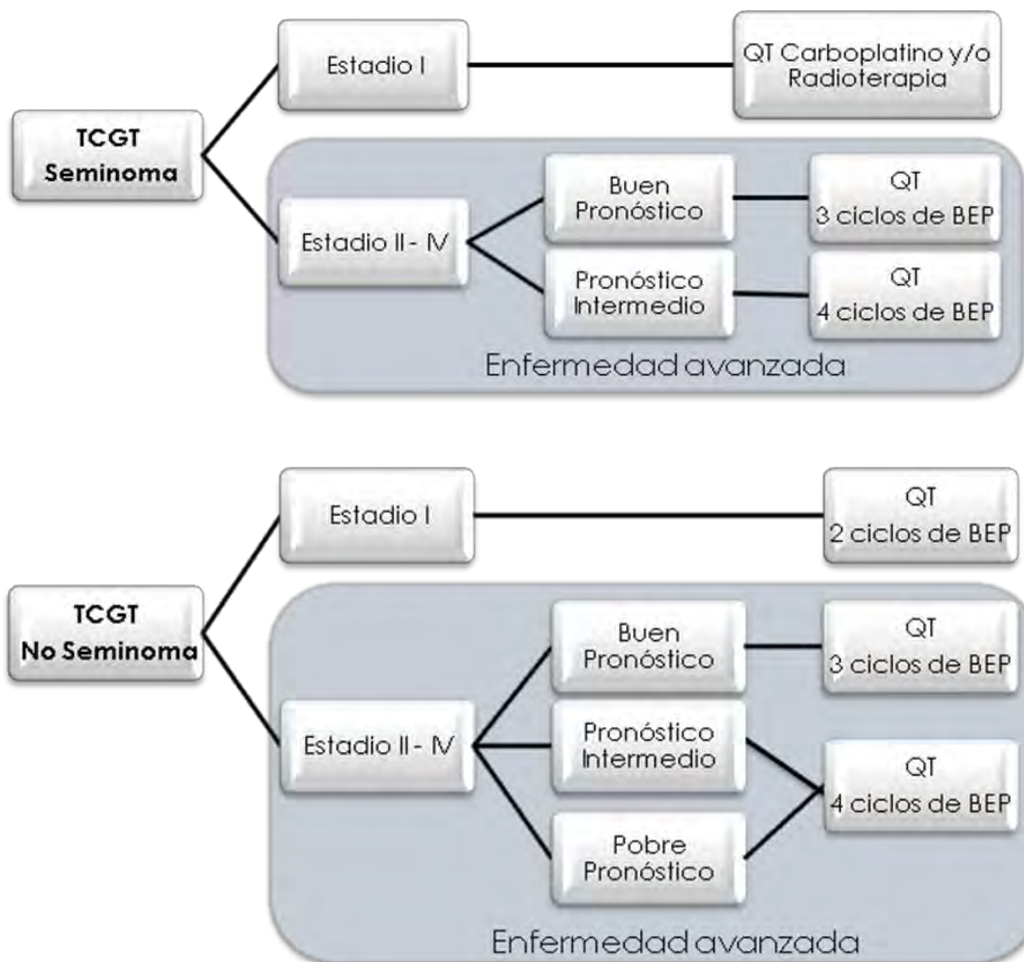 TCGT
Seminoma
Estadio I
QT Carboplatino y/o
Radioterapia
Estadio II - IV
Buen
Pronóstico
QT
3 ciclos de BEP
Pronóstico
Intermedio
QT
4 ciclos de BEP
Enfermedad avanzada
TCGT
No Seminoma
Estadio I
QT
2 ciclos de BEP
Estadio II - IV
Buen
Pronóstico
QT
3 ciclos de BEP
Pronóstico
Intermedio
QT
4 ciclos de BEP
Pobre
Pronóstico
Enfermedad avanzada